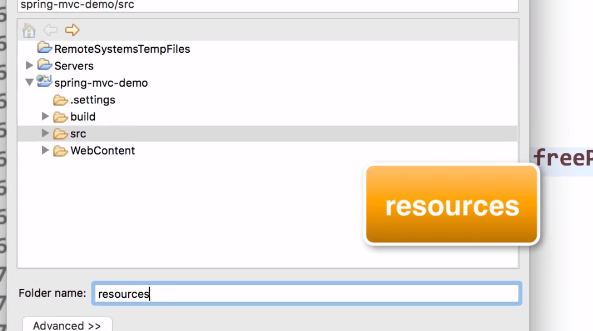 spring-mvc-demo/src
RemoteSystemsTempFiles
Servers
spring-mvc-demo
.settings
build
src
WebContent
freeP
resources
Folder name: resources
Advanced >>